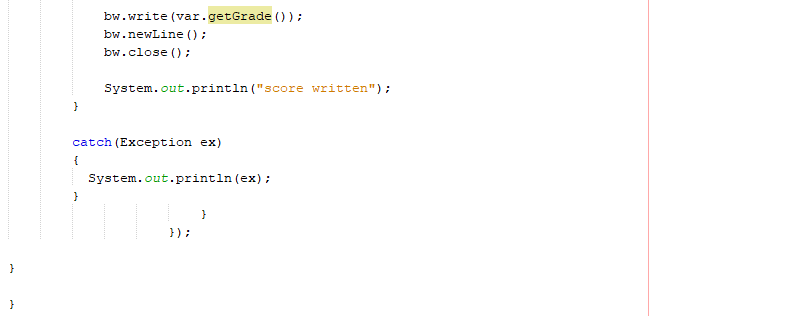 bw.write(var.getGrade());
bw.newLine();
bw.close();
System.out.println("score written");
}
catch(Exception ex)
{
System.out.println(ex);
}
}
});
}
}